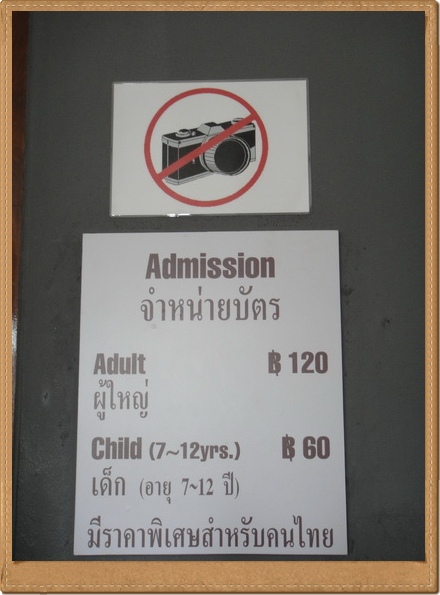 Admission
จำหน่ายบัตร
Adult ฿ 120
ผู้ใหญ่
Child (7~12yrs.) ฿ 60
เด็ก (อายุ 7~12 ปี)
มีราคาพิเศษสำหรับคนไทย